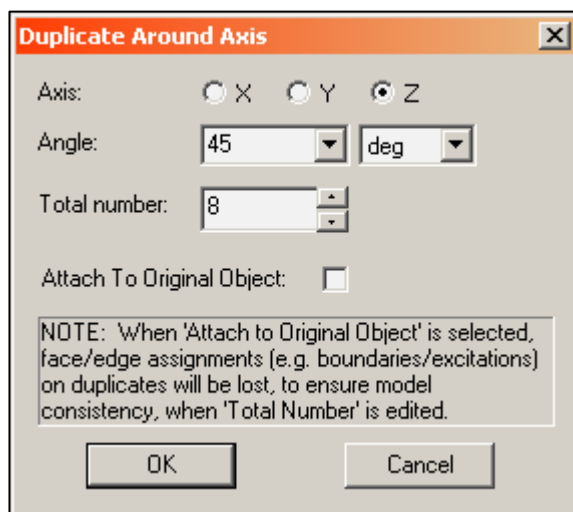 Duplicate Around Axis
Axis: X Y Z
Angle: 45 deg
Total number: 8
Attach To Original Object:
NOTE: When 'Attach to Original Object' is selected,
face/edge assignments (e.g. boundaries/excitations)
on duplicates will be lost, to ensure model
consistency, when 'Total Number' is edited.
OK Cancel